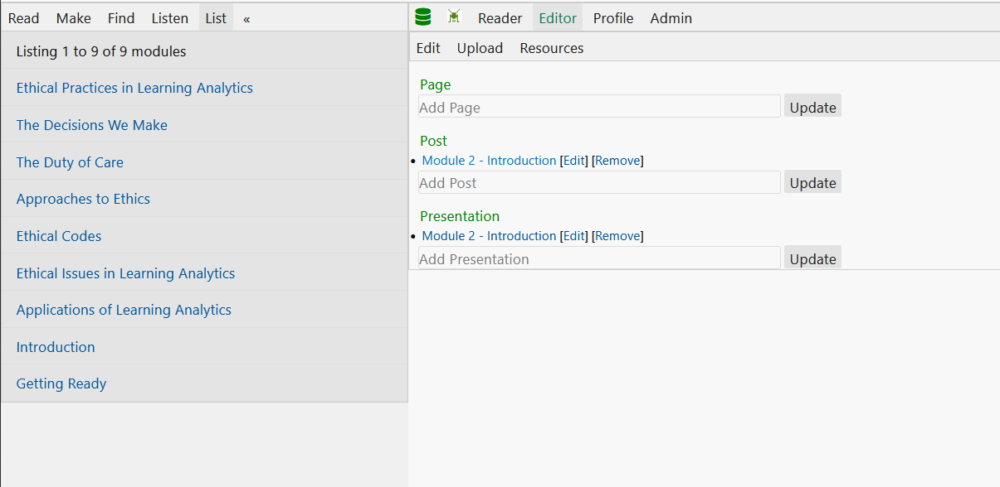 Read Make Find Listen List «
Listing 1 to 9 of 9 modules
Ethical Practices in Learning Analytics
The Decisions We Make
The Duty of Care
Approaches to Ethics
Ethical Codes
Ethical Issues in Learning Analytics
Applications of Learning Analytics
Introduction
Getting Ready
Reader Editor Profile Admin
Edit Upload Resources
Page
Add Page Update
Post
• Module 2 - Introduction [Edit] [Remove]
Add Post Update
Presentation
• Module 2 - Introduction [Edit] [Remove]
Add Presentation Update